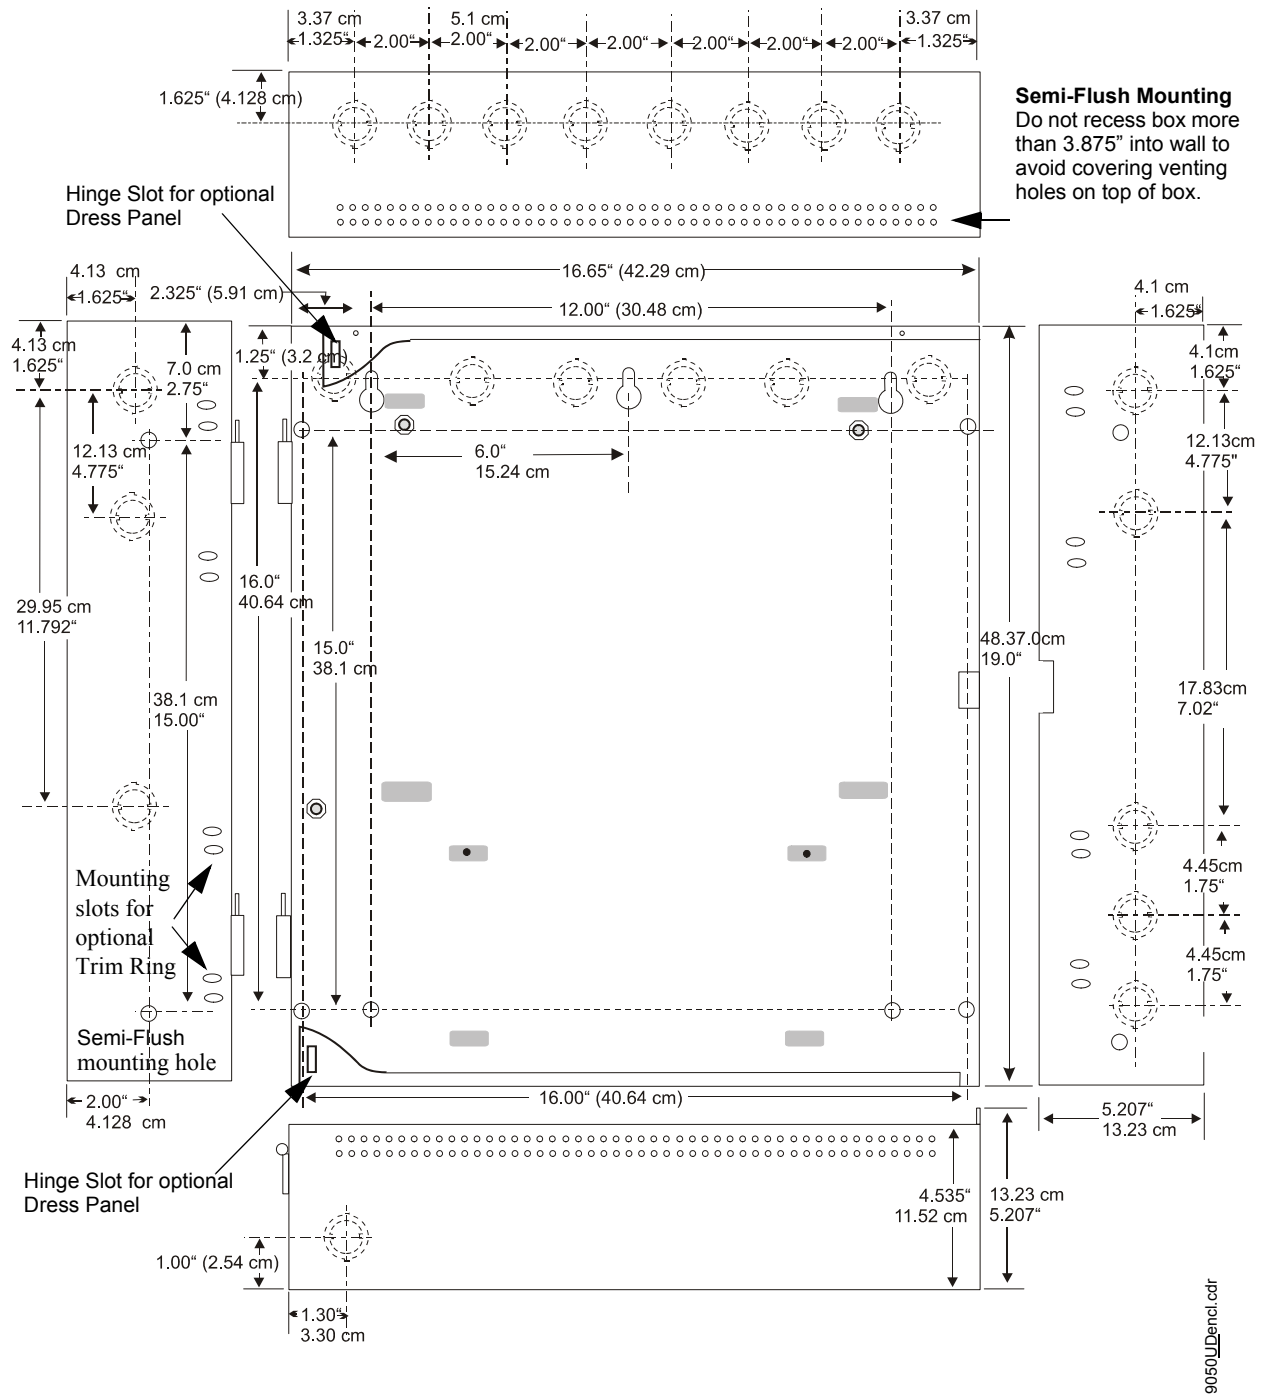 3.37 cm
1.325“
2.00“
5.1 cm
2.00“
2.00“
2.00“
2.00“
2.00“
2.00“
3.37 cm
1.325“
1.625“ (4.128 cm)
Semi-Flush Mounting
Do not recess box more
than 3.875” into wall to
avoid covering venting
holes on top of box.
Hinge Slot for optional
Dress Panel
4.13 cm
1.625“
2.325“ (5.91 cm)
16.65“ (42.29 cm)
12.00“ (30.48 cm)
4.1 cm
1.625“
4.13 cm
1.625“
7.0 cm
2.75“
1.25“ (3.2 cm)
4.1cm
1.625“
12.13 cm
4.775“
6.0“
15.24 cm
12.13cm
4.775"
29.95 cm
11.792“
16.0“
40.64 cm
15.0“
38.1 cm
48.37.0cm
19.0“
38.1 cm
15.00“
17.83cm
7.02“
Mounting
slots for
optional
Trim Ring
4.45cm
1.75“
4.45cm
1.75“
Semi-Flush
mounting hole
2.00“
4.128 cm
16.00“ (40.64 cm)
5.207“
13.23 cm
Hinge Slot for optional
Dress Panel
4.535“
11.52 cm
13.23 cm
5.207“
1.00“ (2.54 cm)
1.30“
3.30 cm
9050UDencl.cdr